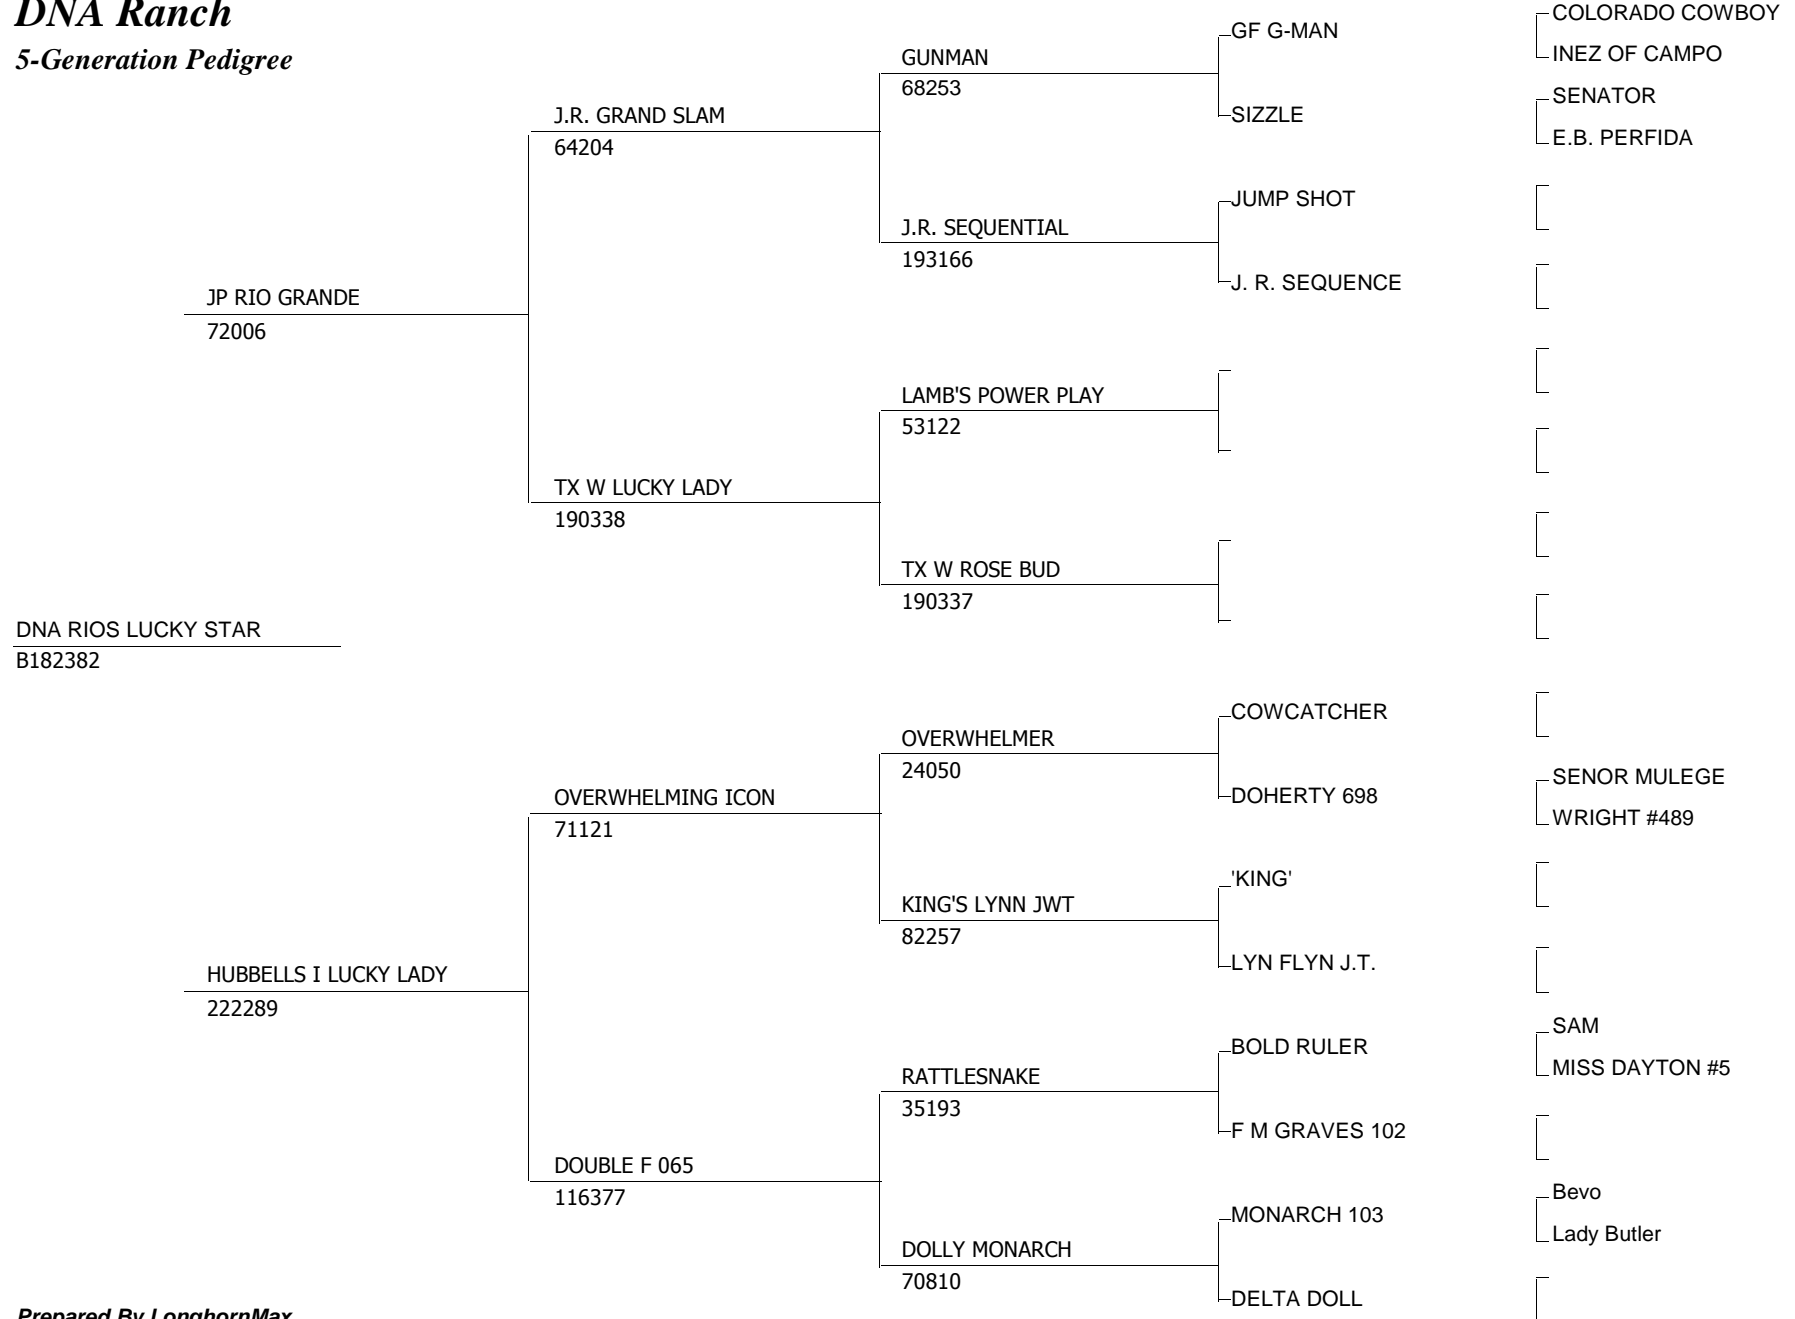 DNA Ranch
5-Generation Pedigree
COLORADO COWBOY
GF G-MAN
INEZ OF CAMPO
GUNMAN
68253
SENATOR
SIZZLE
E.B. PERFIDA
J.R. GRAND SLAM
64204
JUMP SHOT
J.R. SEQUENTIAL
193166
J. R. SEQUENCE
JP RIO GRANDE
72006
LAMB'S POWER PLAY
53122
TX W LUCKY LADY
190338
TX W ROSE BUD
190337
DNA RIOS LUCKY STAR
B182382
COWCATCHER
OVERWHELMER
24050
SENOR MULEGE
DOHERTY 698
WRIGHT #489
OVERWHELMING ICON
71121
'KING'
KING'S LYNN JWT
82257
LYN FLYN J.T.
HUBBELLS I LUCKY LADY
222289
SAM
BOLD RULER
MISS DAYTON #5
RATTLESNAKE
35193
F M GRAVES 102
DOUBLE F 065
116377
Bevo
MONARCH 103
Lady Butler
DOLLY MONARCH
70810
DELTA DOLL
Prepared By LonghornMax